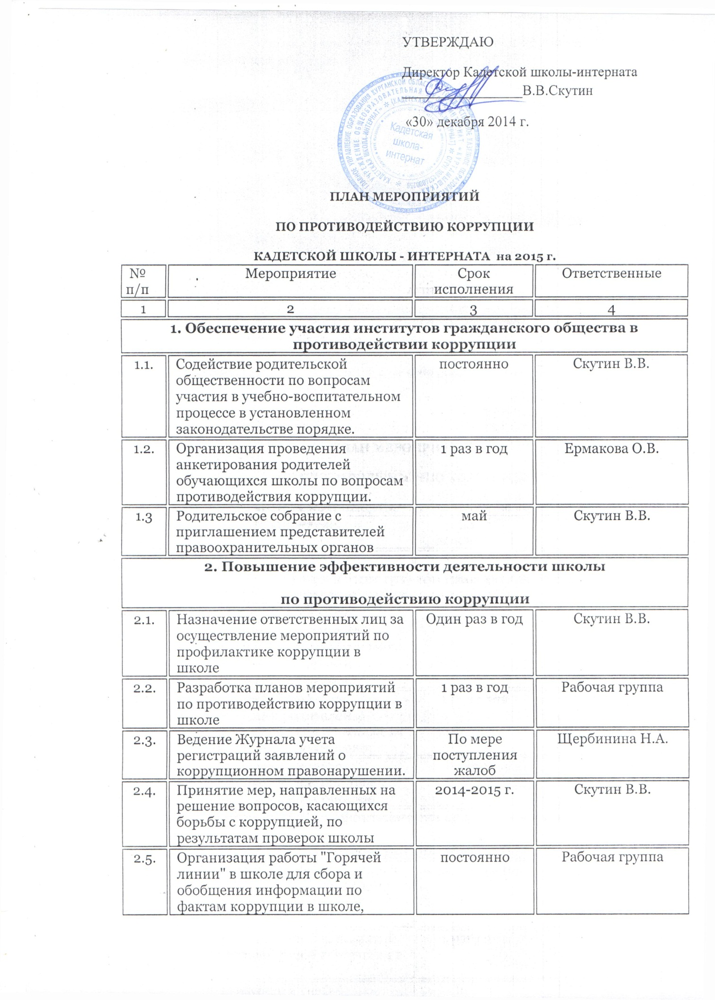 УТВЕРЖДАЮ
Директор Кадетской школы-интерната
В.В.Скутин
«30» декабря 2014 г.
Кадетская
школа-
интернат
ПЛАН МЕРОПРИЯТИЙ
ПО ПРОТИВОДЕЙСТВИЮ КОРРУПЦИИ
КАДЕТСКОЙ ШКОЛЫ - ИНТЕРНАТА на 2015 г.
№ п/п Мероприятие Срок исполнения Ответственные
1 2 3 4
1. Обеспечение участия институтов гражданского общества в
противодействии коррупции
1.1. Содействие родительской постоянно Скутин В.В.
общественности по вопросам
участия в учебно-воспитательном
процессе в установленном
законодательстве порядке.
1.2. Организация проведения 1 раз в год Ермакова О.В.
анкетирования родителей
обучающихся школы по вопросам
противодействия коррупции.
1.3 Родительское собрание с май Скутин В.В.
приглашением представителей
правоохранительных органов
2. Повышение эффективности деятельности школы
по противодействию коррупции
2.1. Назначение ответственных лиц за Один раз в год Скутин В.В.
осуществление мероприятий по
профилактике коррупции в
школе
2.2. Разработка планов мероприятий 1 раз в год Рабочая группа
по противодействию коррупции в
школе
2.3. Ведение Журнала учета По мере Щербинина Н.А.
регистраций заявлений о поступления
коррупционном правонарушении. жалоб
2.4. Принятие мер, направленных на 2014-2015 г. Скутин В.В.
решение вопросов, касающихся
борьбы с коррупцией, по
результатам проверок школы
2.5. Организация работы "Горячей постоянно Рабочая группа
линии" в школе для сбора и
обобщения информации по
фактам коррупции в школе,